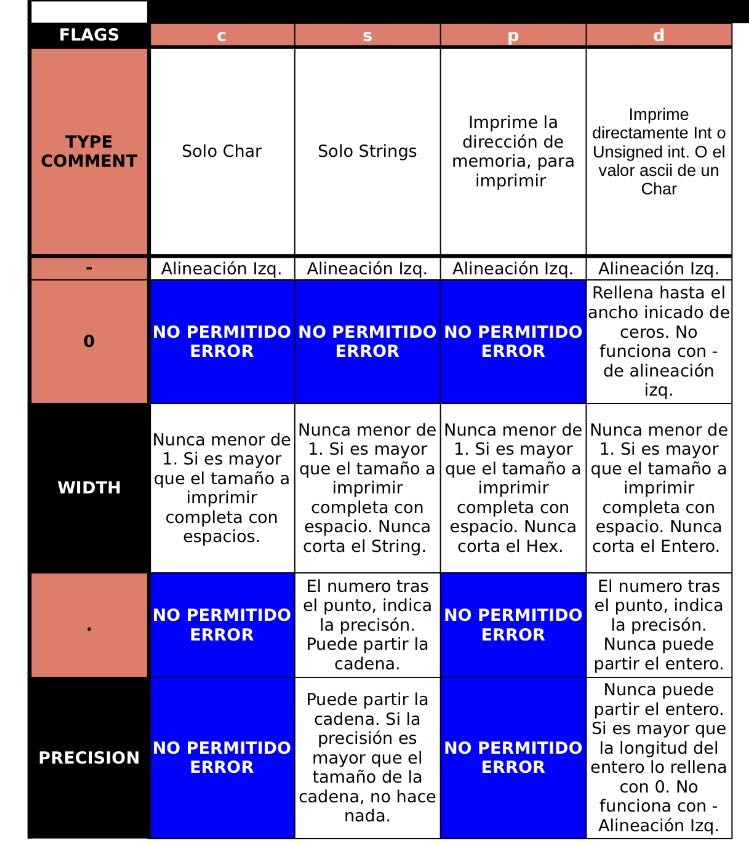 FLAGS
c
s
p
d
TYPE
COMMENT
Solo Char
Solo Strings
Imprime la
dirección de
memoria, para
imprimir
Imprime
directamente Int o
Unsigned int. O el
valor ascii de un
Char
-
Alineación Izq.
Alineación Izq.
Alineación Izq.
Alineación Izq.
0
NO PERMITIDO
ERROR
NO PERMITIDO
ERROR
NO PERMITIDO
ERROR
Rellena hasta el
ancho inicado de
ceros. No
funciona con -
de alineación
izq.
WIDTH
Nunca menor de
1. Si es mayor
que el tamaño a
imprimir
completa con
espacios.
Nunca menor de
1. Si es mayor
que el tamaño a
imprimir
completa con
espacio. Nunca
corta el String.
Nunca menor de
1. Si es mayor
que el tamaño a
imprimir
completa con
espacio. Nunca
corta el Hex.
Nunca menor de
1. Si es mayor
que el tamaño a
imprimir
completa con
espacio. Nunca
corta el Entero.
.
NO PERMITIDO
ERROR
El numero tras
el punto, indica
la precisón.
Puede partir la
cadena.
NO PERMITIDO
ERROR
El numero tras
el punto, indica
la precisón.
Nunca puede
partir el entero.
PRECISION
NO PERMITIDO
ERROR
Puede partir la
cadena. Si la
precisión es
mayor que el
tamaño de la
cadena, no hace
nada.
NO PERMITIDO
ERROR
Nunca puede
partir el entero.
Si es mayor que
la longitud del
entero lo rellena
con 0. No
funciona con -
Alineación Izq.